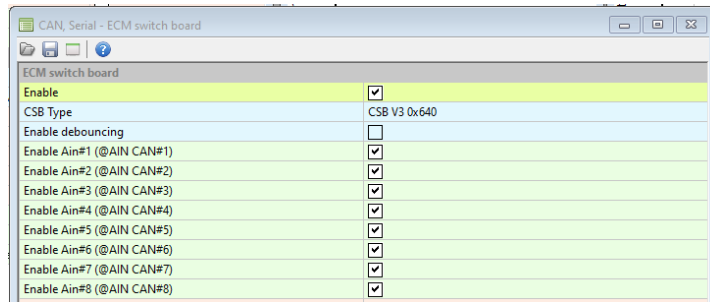 CAN, Serial - ECM switch board
ECM switch board
Enable
CSB Type CSB V3 0x640
Enable debouncing
Enable Ain#1 (@AIN CAN#1)
Enable Ain#2 (@AIN CAN#2)
Enable Ain#3 (@AIN CAN#3)
Enable Ain#4 (@AIN CAN#4)
Enable Ain#5 (@AIN CAN#5)
Enable Ain#6 (@AIN CAN#6)
Enable Ain#7 (@AIN CAN#7)
Enable Ain#8 (@AIN CAN#8)